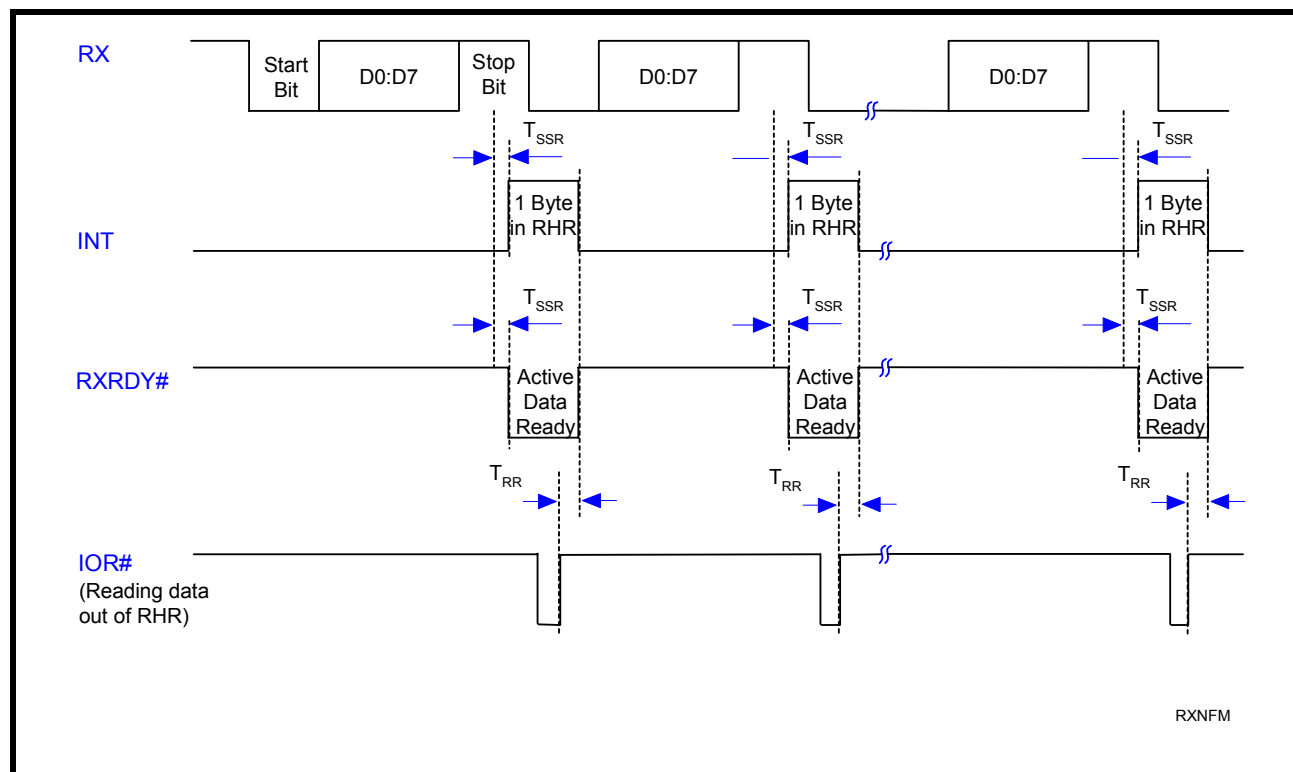 RX
Start
Bit
D0:D7
Stop
Bit
D0:D7
D0:D7
TSSR
TSSR
TSSR
INT
1 Byte
in RHR
1 Byte
in RHR
1 Byte
in RHR
TSSR
TSSR
TSSR
RXRDY#
Active
Data
Ready
Active
Data
Ready
Active
Data
Ready
TRR
TRR
TRR
IOR#
(Reading data
out of RHR)
RXNFM